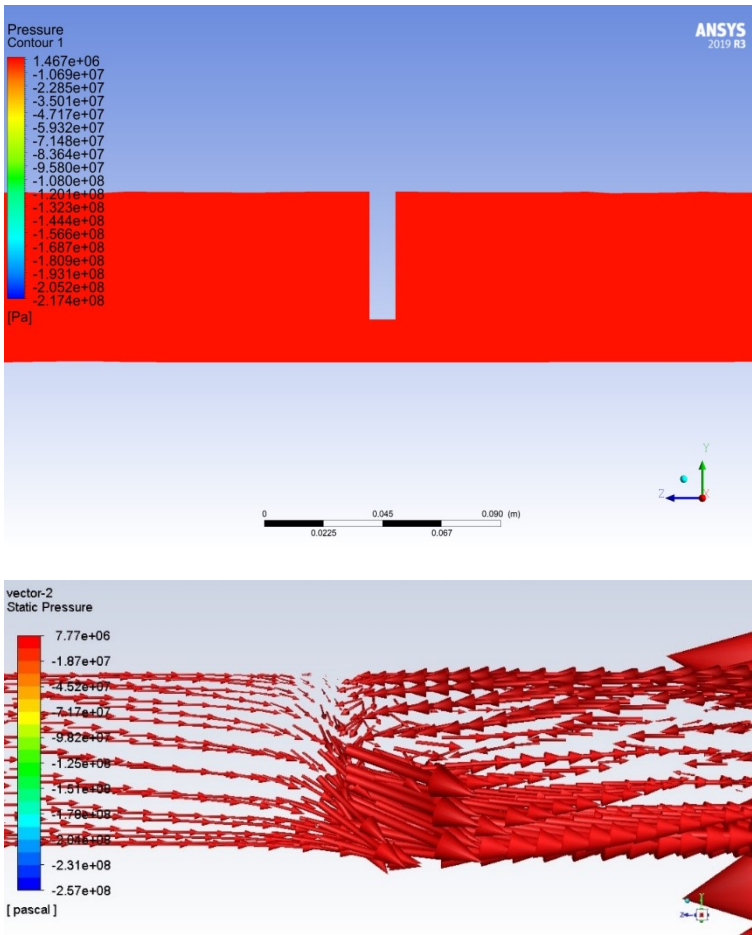 Pressure
Contour 1
ANSYS
2019 R3
1.467e+06
-1.069e+07
-2.285e+07
-3.501e+07
-4.717e+07
-5.932e+07
-7.148e+07
-8.364e+07
-9.580e+07
-1.080e+08
-1.201e+08
-1.323e+08
-1.444e+08
-1.566e+08
-1.687e+08
-1.809e+08
-1.931e+08
-2.052e+08
-2.174e+08
[Pa]
Y
Z X
0 0.045 0.090 (m)
0.0225 0.067
vector-2
Static Pressure
7.77e+06
-1.87e+07
-4.52e+07
-7.17e+07
-9.82e+07
-1.25e+08
-1.51e+08
-1.78e+08
-2.04e+08
-2.31e+08
-2.57e+08
[ pascal ]
Y
Z